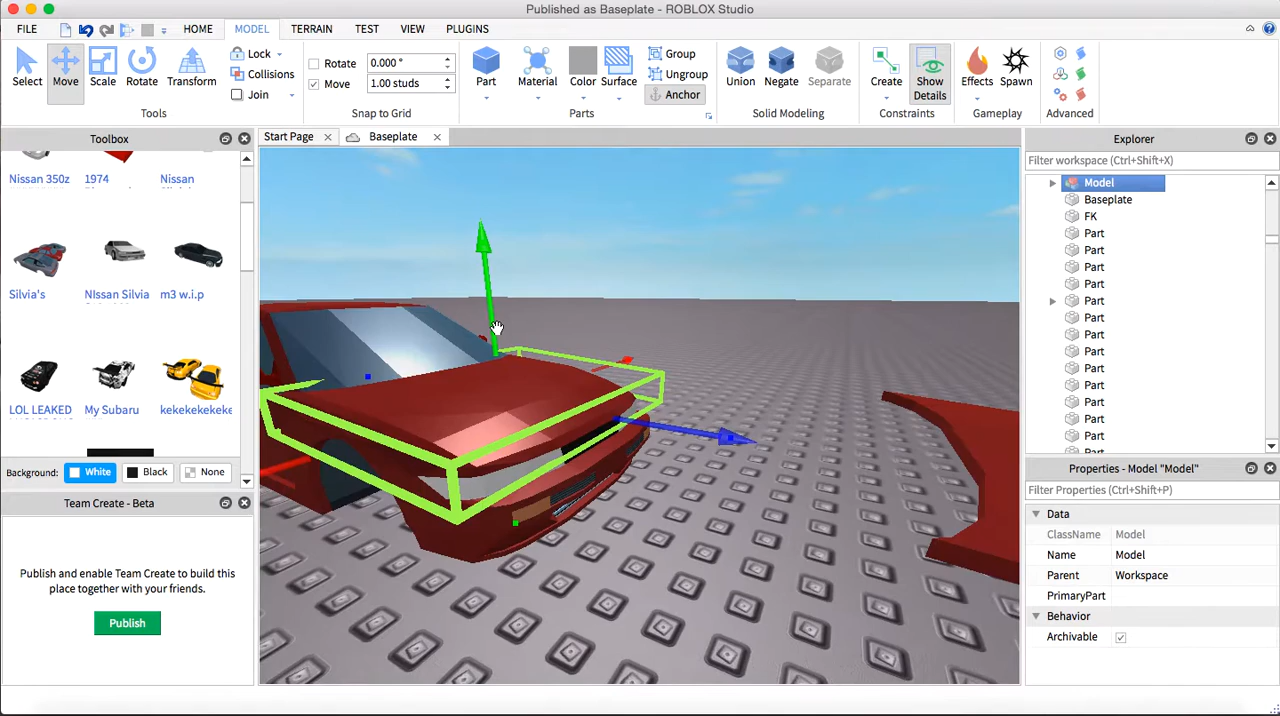 Published as Baseplate - ROBLOX Studio
FILE HOME MODEL TERRAIN TEST VIEW PLUGINS
Select Move Scale Rotate Transform
Lock
Collisions
Join
Tools
Rotate 0.000 °
Move 1.00 studs
Snap to Grid
Part Material Color Surface
Group
Ungroup
Anchor
Parts
Union Negate Separate
Solid Modeling
Create Show Details
Constraints
Effects Spawn
Gameplay
Advanced
Toolbox
Start Page Baseplate
Explorer
Filter workspace (Ctrl+Shift+X)
Nissan 350z 1974 Nissan
Silvia's NIssan Silvia m3 w.i.p
LOL LEAKED My Subaru kekekekekeke
Background: White Black None
Team Create - Beta
Publish and enable Team Create to build this
place together with your friends.
Publish
Model
Baseplate
FK
Part
Part
Part
Part
Part
Part
Part
Part
Part
Part
Part
Part
Part
Properties - Model "Model"
Filter Properties (Ctrl+Shift+P)
Data
ClassName Model
Name Model
Parent Workspace
PrimaryPart
Behavior
Archivable